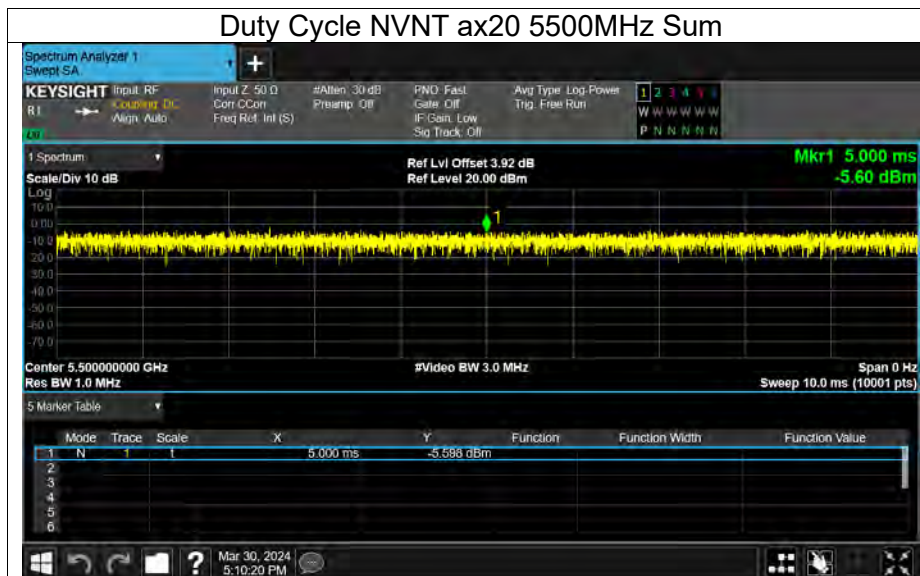 Duty Cycle NVNT ax20 5500MHz Sum
Spectrum Analyzer 1
Swept SA
+
KEYSIGHT Input: RF Input Z: 50 Ω #Atten: 30 dB PNO: Fast Avg Type: Log-Power 1 2 3 4 5 6
Coupling: DC Corr CCorr Preamp: Off Gate: Off Trig: Free Run W W W W W W
Align: Auto Freq Ref: Int (S) IF Gain: Low
Sig Track: Off P N N N N N
1 Spectrum
Ref Lvl Offset 3.92 dB Mkr1 5.000 ms
Scale/Div 10 dB Ref Level 20.00 dBm -5.60 dBm
Log
10.0
0.00
1
-10.0
-20.0
-30.0
-40.0
-50.0
-60.0
-70.0
Center 5.500000000 GHz #Video BW 3.0 MHz Span 0 Hz
Res BW 1.0 MHz Sweep 10.0 ms (10001 pts)
5 Marker Table
Mode Trace Scale X Y Function Function Width Function Value
1 N 1 t 5.000 ms -5.598 dBm
2
3
4
5
6
?
Mar 30, 2024
5:10:20 PM